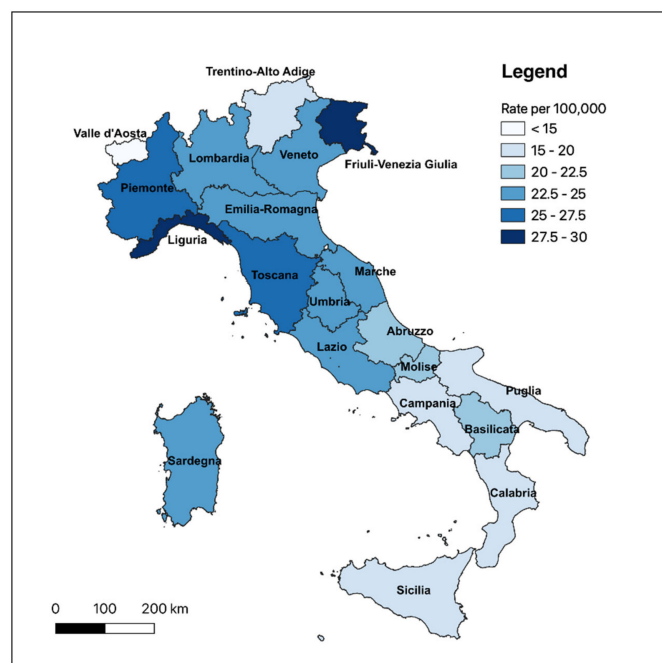 Trentino-Alto Adige
Legend
Rate per 100,000
< 15
15 - 20
20 - 22.5
22.5 - 25
25 - 27.5
27.5 - 30
Valle d'Aosta
Lombardia
Veneto
Friuli-Venezia Giulia
Piemonte
Emilia-Romagna
Liguria
Toscana
Marche
Umbria
Abruzzo
Lazio
Molise
Puglia
Campania
Basilicata
Sardegna
Calabria
Sicilia
0 100 200 km